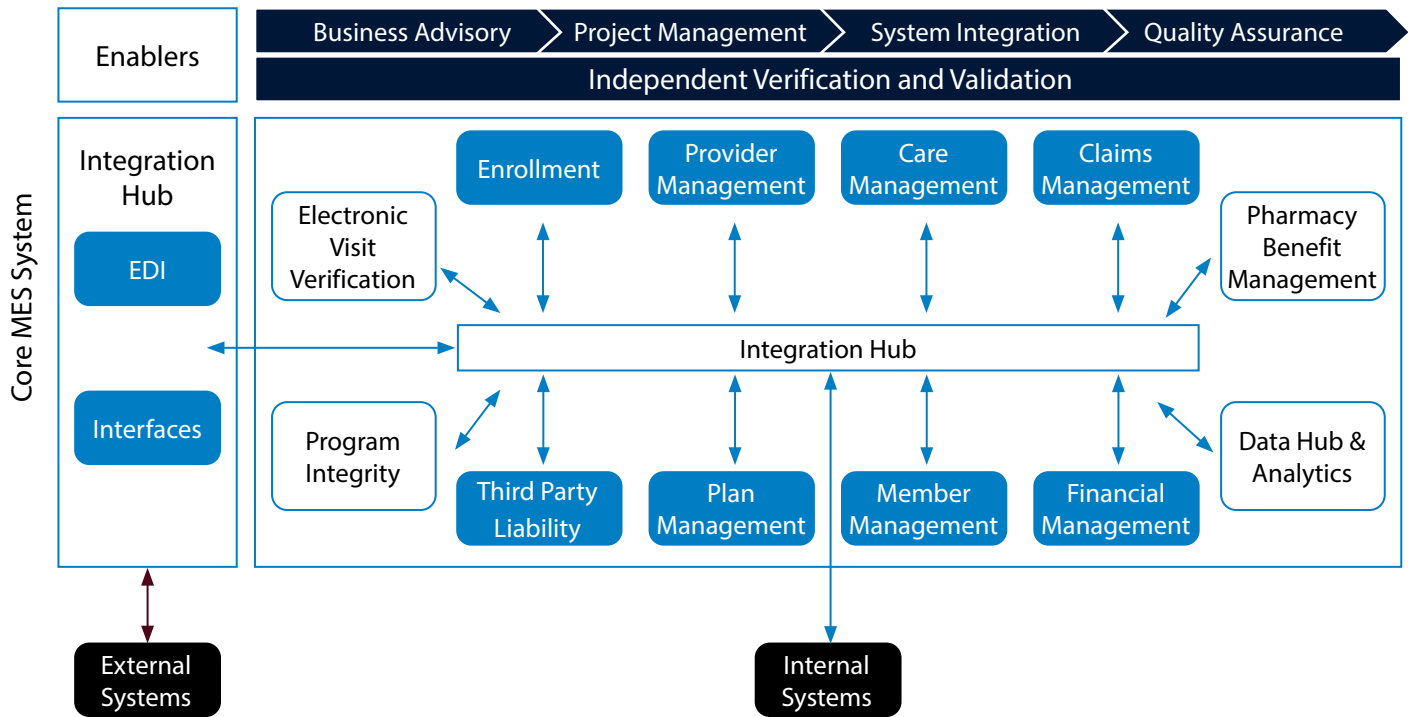 Enablers
Business Advisory
Project Management
System Integration
Quality Assurance
Independent Verification and Validation
Core MES System
Integration
Hub
EDI
Interfaces
Enrollment
Provider
Management
Care
Management
Claims
Management
Electronic
Visit
Verification
Pharmacy
Benefit
Management
Integration Hub
Program
Integrity
Data Hub &
Analytics
Third Party
Liability
Plan
Management
Member
Management
Financial
Management
External
Systems
Internal
Systems